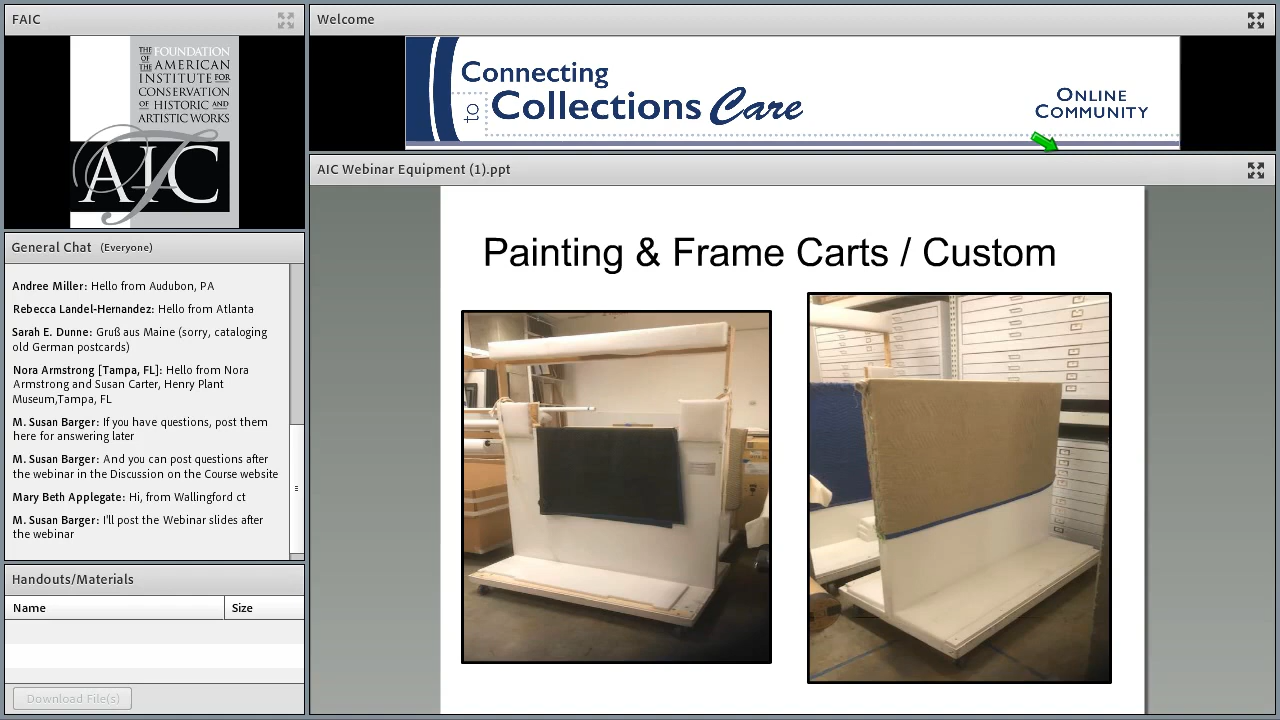 FAIC
THE FOUNDATION
OF THE AMERICAN
INSTITUTE FOR
CONSERVATION
OF HISTORIC AND
ARTISTIC WORKS
AIC
General Chat (Everyone)
Andree Miller: Hello from Audubon, PA
Rebecca Landel-Hernandez: Hello from Atlanta
Sarah E. Dunne: Gruß aus Maine (sorry, cataloging
old German postcards)
Nora Armstrong [Tampa, FL]: Hello from Nora
Armstrong and Susan Carter, Henry Plant
Museum,Tampa, FL
M. Susan Barger: If you have questions, post them
here for answering later
M. Susan Barger: And you can post questions after
the webinar in the Discussion on the Course website
Mary Beth Applegate: Hi, from Wallingford ct
M. Susan Barger: I'll post the Webinar slides after
the webinar
Handouts/Materials
Name Size
Download File(s)
Welcome
Connecting
to Collections Care
ONLINE
COMMUNITY
AIC Webinar Equipment (1).ppt
Painting & Frame Carts / Custom